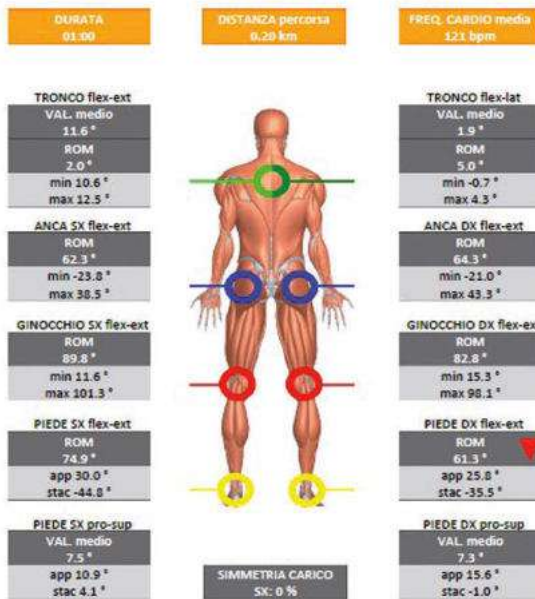 DURATA
01:00
DISTANZA percorsa
0.20 km
FREQ. CARDIO media
121 bpm
TRONCO flex-ext
VAL. medio
11.6 °
ROM
2.0 °
min 10.6 °
max 12.5 °
TRONCO flex-lat
VAL. medio
1.9 °
ROM
5.0 °
min -0.7 °
max 4.3 °
ANCA SX flex-ext
ROM
62.3 °
min -23.8 °
max 38.5 °
ANCA DX flex-ext
ROM
64.3 °
min -21.0 °
max 43.3 °
GINOCCHIO SX flex-ext
ROM
89.8 °
min 11.6 °
max 101.3 °
GINOCCHIO DX flex-ex
ROM
82.8 °
min 15.3 °
max 98.1 °
PIEDE SX flex-ext
ROM
74.9 °
app 30.0 °
stac -44.8 °
PIEDE DX flex-ext
ROM
61.3 °
app 25.8 °
stac -35.5 °
PIEDE SX pro-sup
VAL. medio
7.5 °
app 10.9 °
stac 4.1 °
SIMMETRIA CARICO
SX: 0 %
PIEDE DX pro-sup
VAL. medio
7.3 °
app 15.6 °
stac -1.0 °